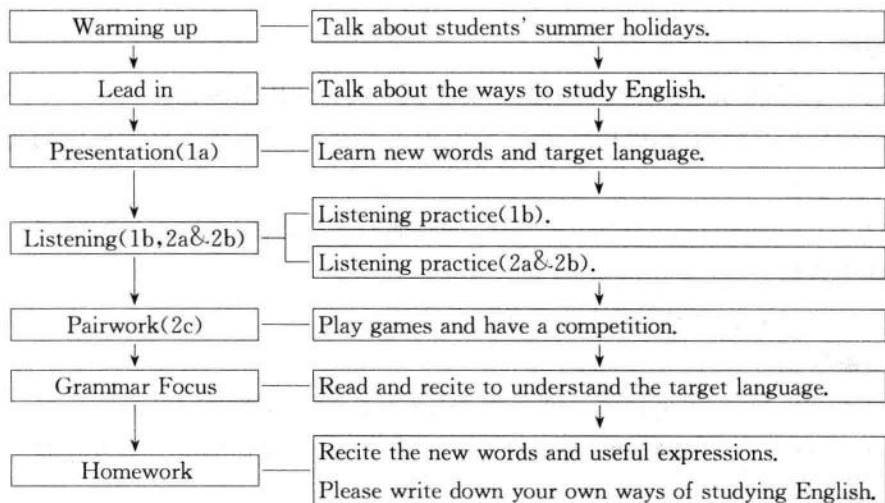 Warming up
Talk about students' summer holidays.
Lead in
Talk about the ways to study English.
Presentation(1a)
Learn new words and target language.
Listening(1b,2a&2b)
Listening practice(1b).
Listening practice(2a&2b).
Pairwork(2c)
Play games and have a competition.
Grammar Focus
Read and recite to understand the target language.
Homework
Recite the new words and useful expressions.
Please write down your own ways of studying English.